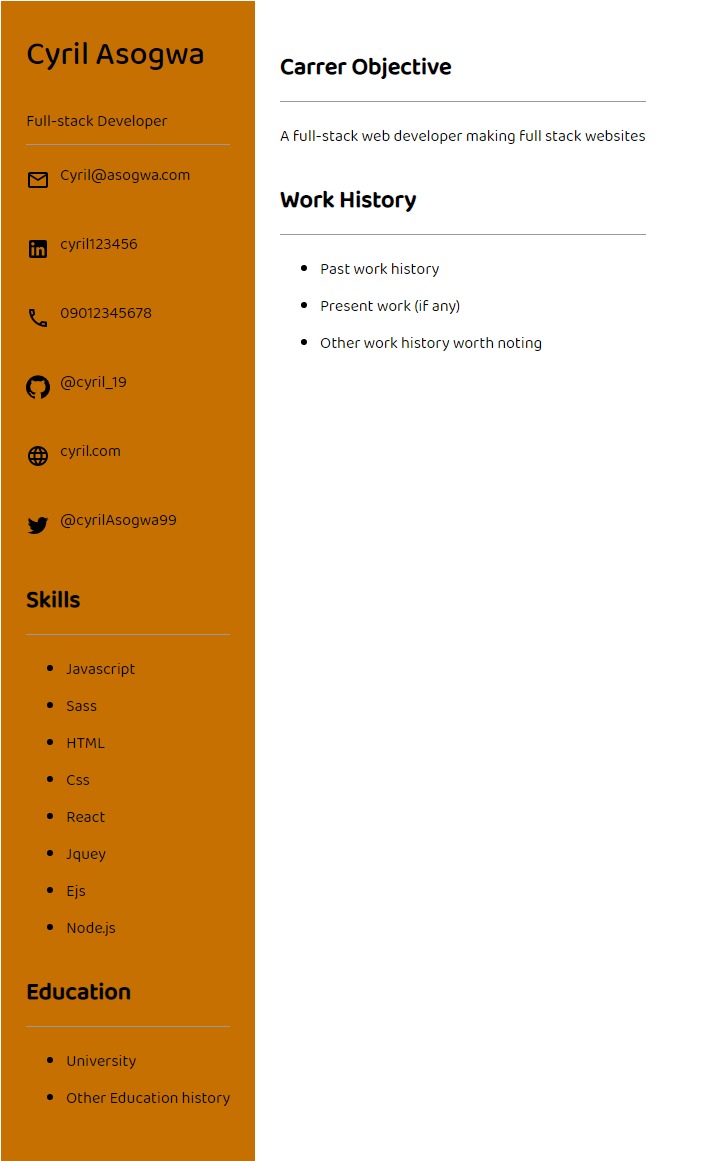 Cyril Asogwa
Full-stack Developer
Cyril@asogwa.com
cyril123456
09012345678
@cyril_19
cyril.com
@cyrilAsogwa99
Skills
Javascript
Sass
HTML
Css
React
Jquey
Ejs
Node.js
Education
University
Other Education history
Carrer Objective
A full-stack web developer making full stack websites
Work History
Past work history
Present work (if any)
Other work history worth noting